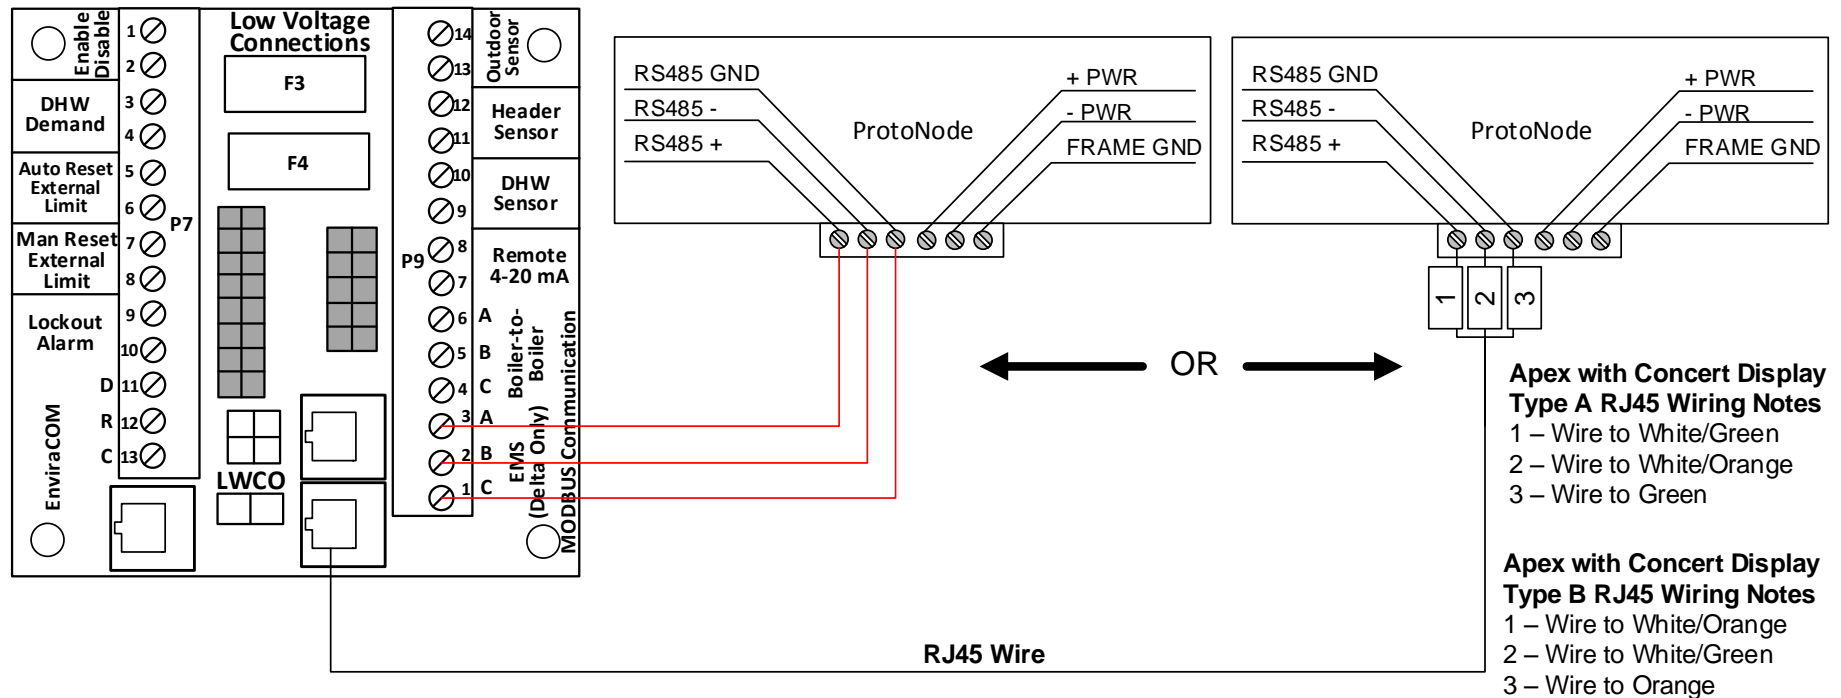 Enable
Disable
1
2
DHW
Demand
3
4
Auto Reset
External
Limit
5
6
Man Reset
External
Limit
7
8
Lockout
Alarm
9
10
D 11
R 12
C 13
EnviraCOM
P7
Low Voltage
Connections
F3
F4
LWCO
P9
14
13
Outdoor
Sensor
12
11
Header
Sensor
10
9
DHW
Sensor
8
7
Remote
4-20 mA
6 A
5 B
4 C
3 A
2 B
1 C
Boiler-to-
Boiler
EMS
(Delta Only)
MODBUS Communication
RS485 GND
RS485 -
RS485 +
ProtoNode
+ PWR
- PWR
FRAME GND
OR
RS485 GND
RS485 -
RS485 +
ProtoNode
+ PWR
- PWR
FRAME GND
1
2
3
Apex with Concert Display
Type A RJ45 Wiring Notes
1 – Wire to White/Green
2 – Wire to White/Orange
3 – Wire to Green
Apex with Concert Display
Type B RJ45 Wiring Notes
1 – Wire to White/Orange
2 – Wire to White/Green
3 – Wire to Orange
RJ45 Wire